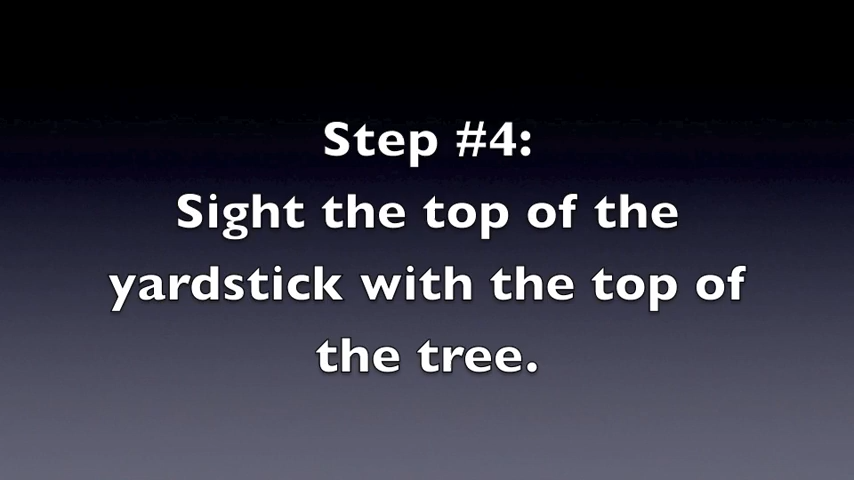 Step #4:
Sight the top of the
yardstick with the top of
the tree.